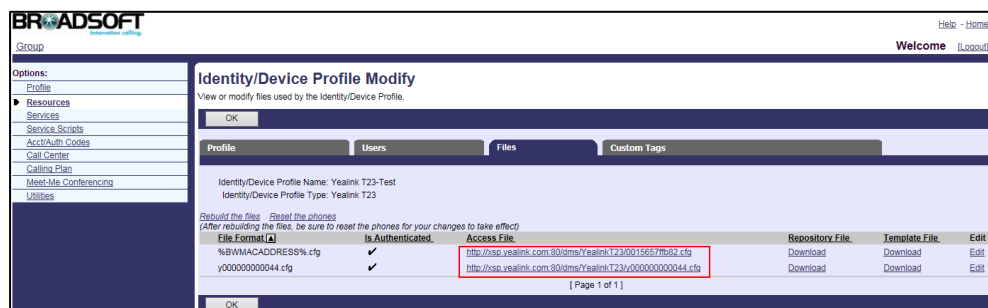 BROADSOFT
innovation calling.
Help - Home
Group
Welcome [Logout]
Options:
Profile
Resources
Services
Service Scripts
Acct/Auth Codes
Call Center
Calling Plan
Meet-Me Conferencing
Utilities
Identity/Device Profile Modify
View or modify files used by the Identity/Device Profile.
OK
Profile Users Files Custom Tags
Identity/Device Profile Name: Yealink T23-Test
Identity/Device Profile Type: Yealink T23
Rebuild the files Reset the phones
(After rebuilding the files, be sure to reset the phones for your changes to take effect)
File Format Is Authenticated Access File Repository File Template File Edit
%BWMACADDRESS%.cfg ✔ http://xsp.yealink.com:80/dms/YealinkT23/0015657ffb82.cfg Download Download Edit
y000000000044.cfg ✔ http://xsp.yealink.com:80/dms/YealinkT23/y000000000044.cfg Download Download Edit
[ Page 1 of 1 ]
OK